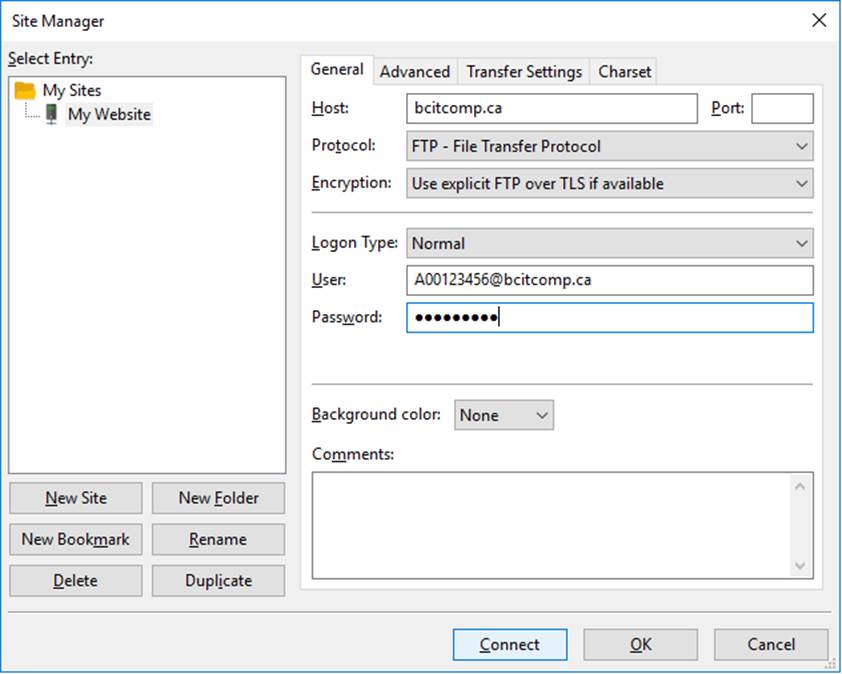 Site Manager
Select Entry:
My Sites
My Website
New Site
New Folder
New Bookmark
Rename
Delete
Duplicate
General
Advanced
Transfer Settings
Charset
Host:
bcitcomp.ca
Port:
Protocol:
FTP - File Transfer Protocol
Encryption:
Use explicit FTP over TLS if available
Logon Type:
Normal
User:
A00123456@bcitcomp.ca
Password:
●●●●●●●●●
Background color:
None
Comments:
Connect
OK
Cancel